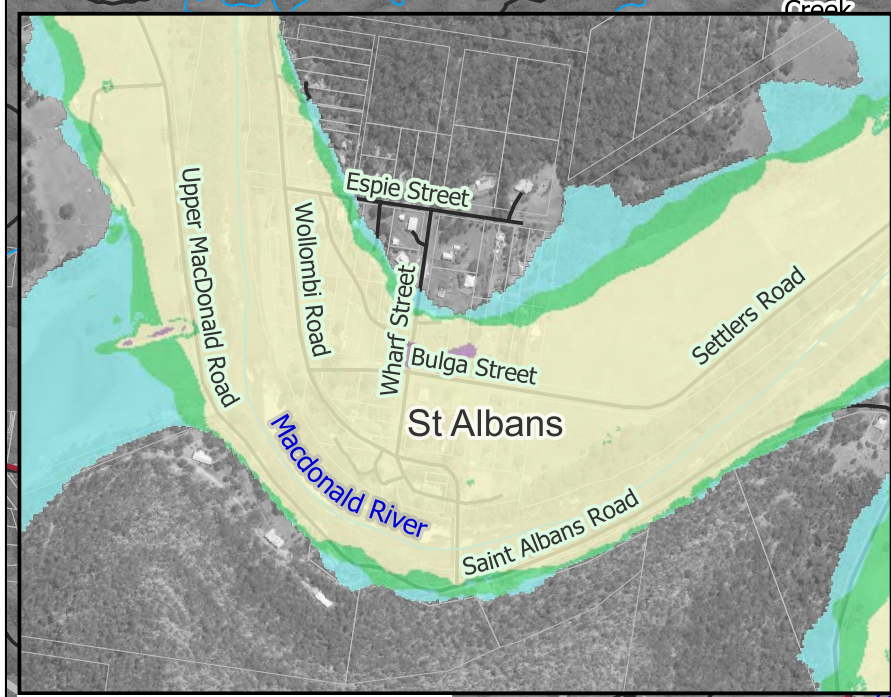 Creek
Espie Street
Upper MacDonald Road
Wollombi Road
Wharf Street
Settlers Road
Bulga Street
St Albans
Macdonald River
Saint Albans Road